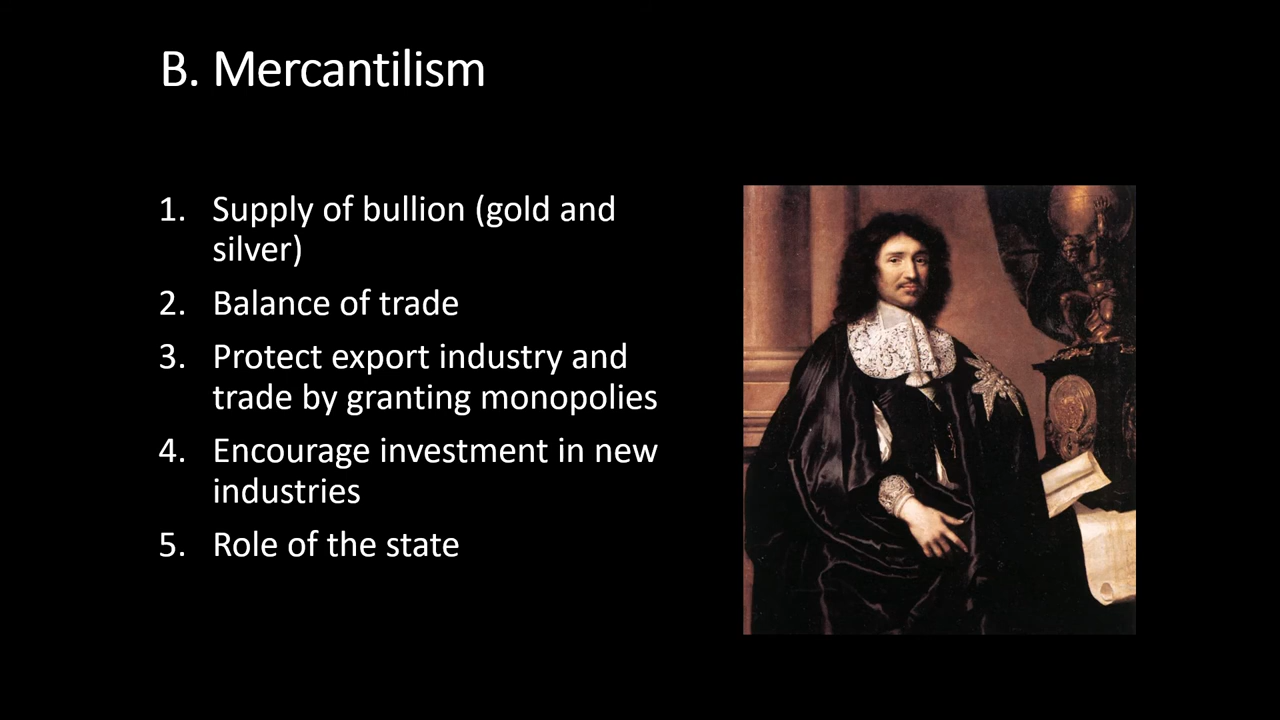 B. Mercantilism
1. Supply of bullion (gold and
silver)
2. Balance of trade
3. Protect export industry and
trade by granting monopolies
4. Encourage investment in new
industries
5. Role of the state